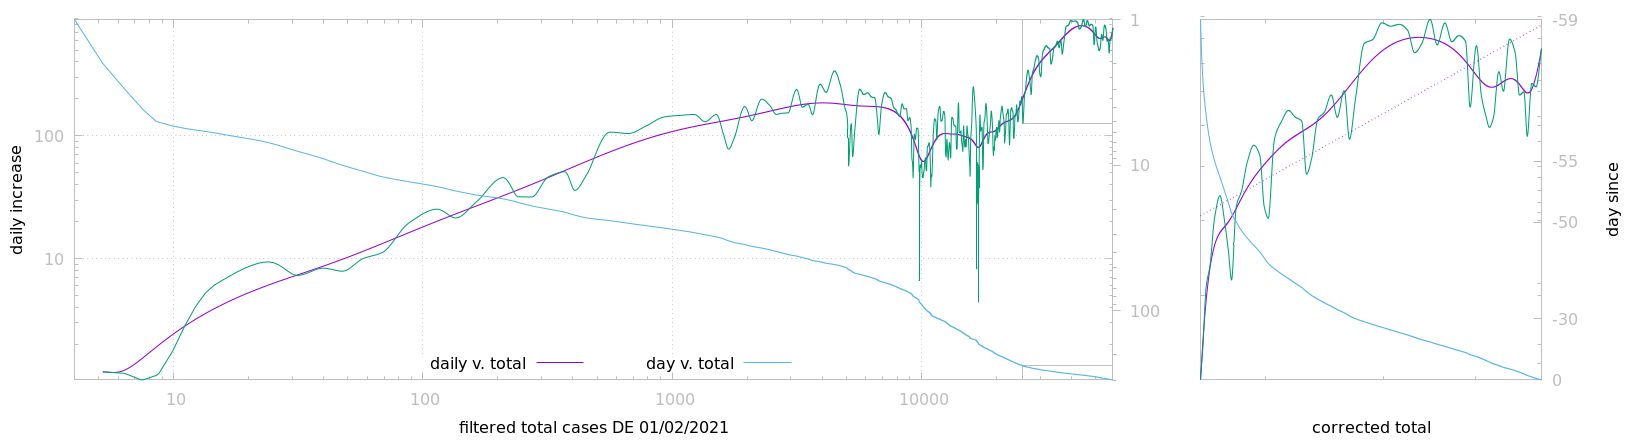 1
-59
100
10
-55
-50
10
100
-30
0
daily increase
day since
daily v. total
day v. total
10
100
1000
10000
filtered total cases DE 01/02/2021
corrected total